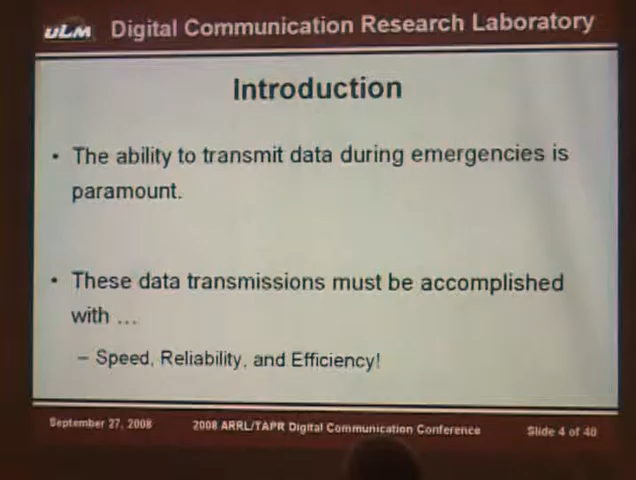 ULM Digital Communication Research Laboratory
Introduction
• The ability to transmit data during emergencies is
paramount.
• These data transmissions must be accomplished
with …
– Speed, Reliability, and Efficiency!
September 27, 2008 2008 ARRL/TAPR Digital Communication Conference Slide 4 of 40